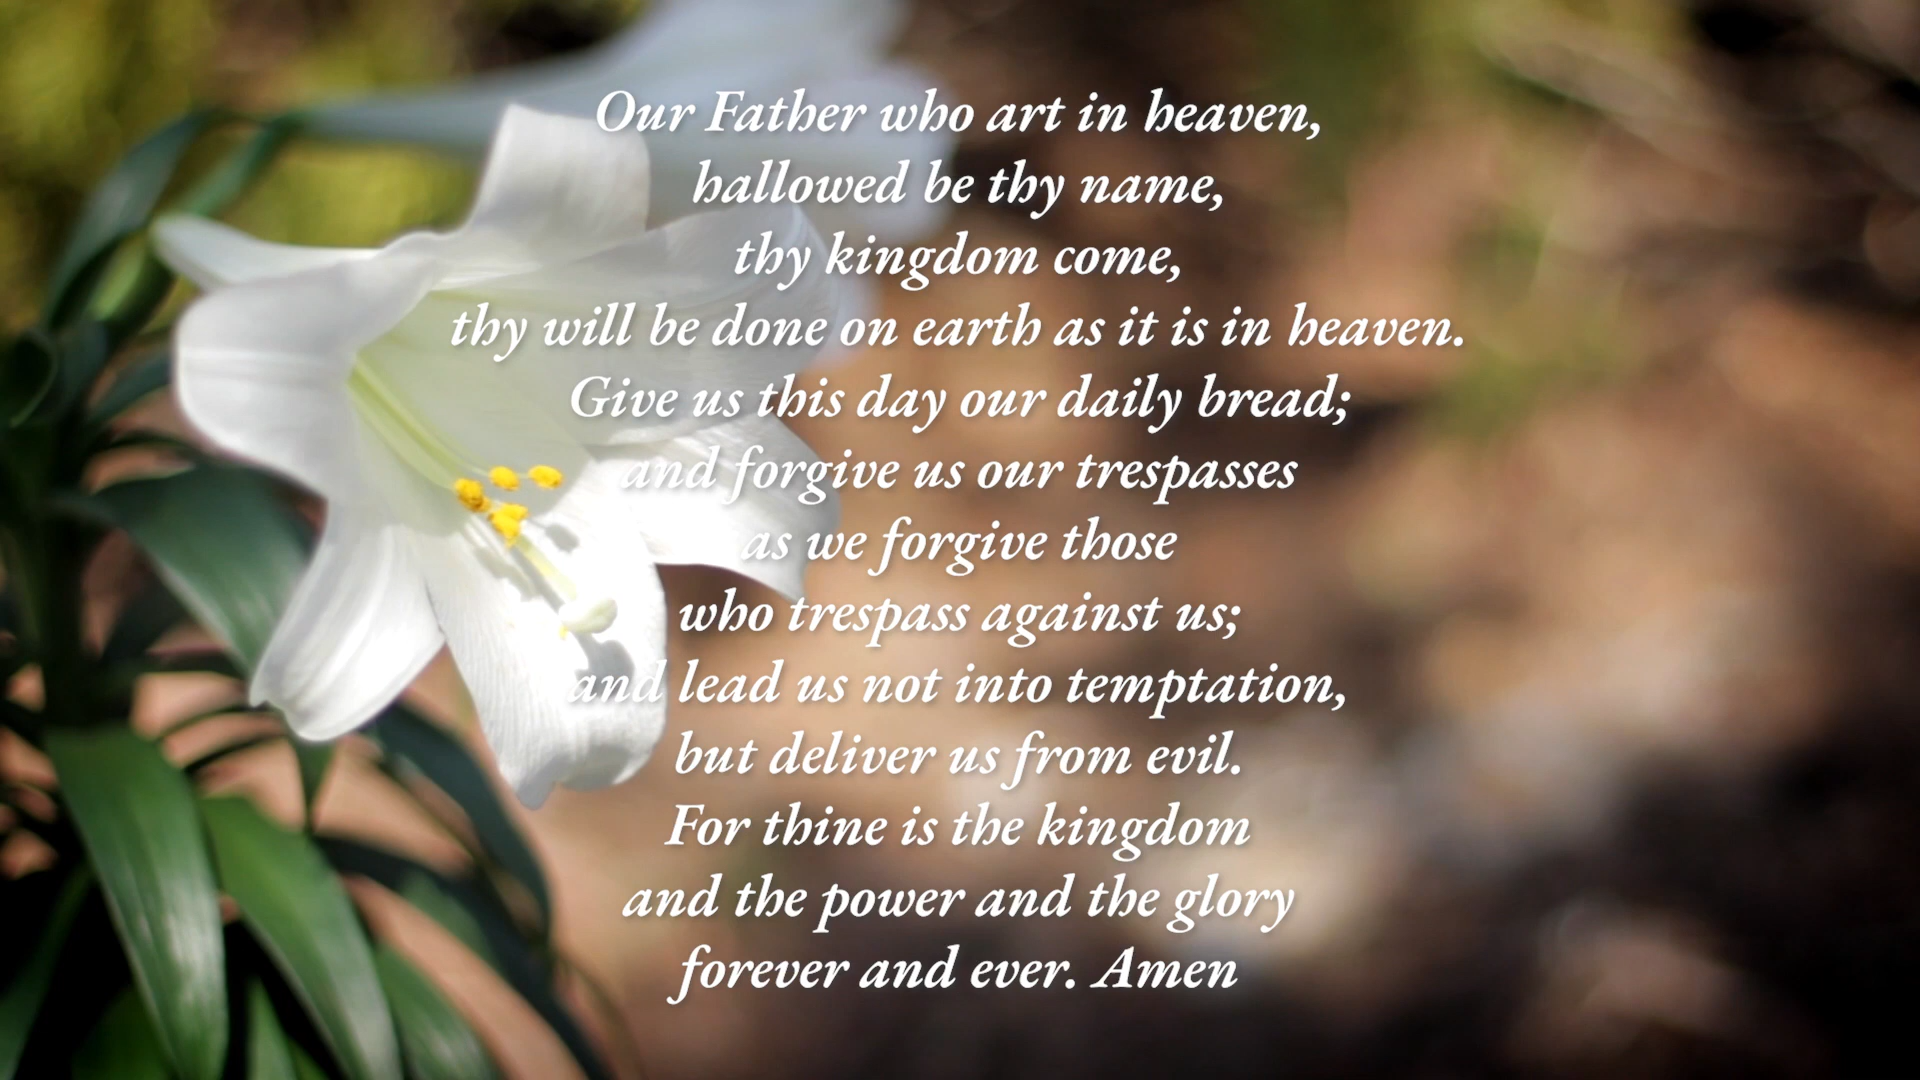 Our Father who art in heaven,
hallowed be thy name,
thy kingdom come,
thy will be done on earth as it is in heaven.
Give us this day our daily bread;
and forgive us our trespasses
as we forgive those
who trespass against us;
and lead us not into temptation,
but deliver us from evil.
For thine is the kingdom
and the power and the glory
forever and ever. Amen